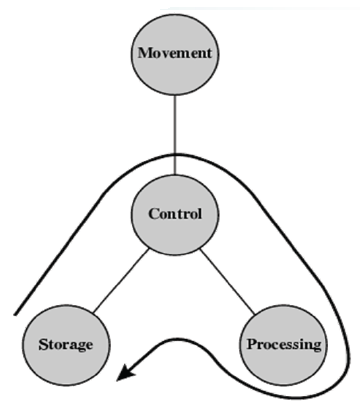 Movement
Control
Storage
Processing